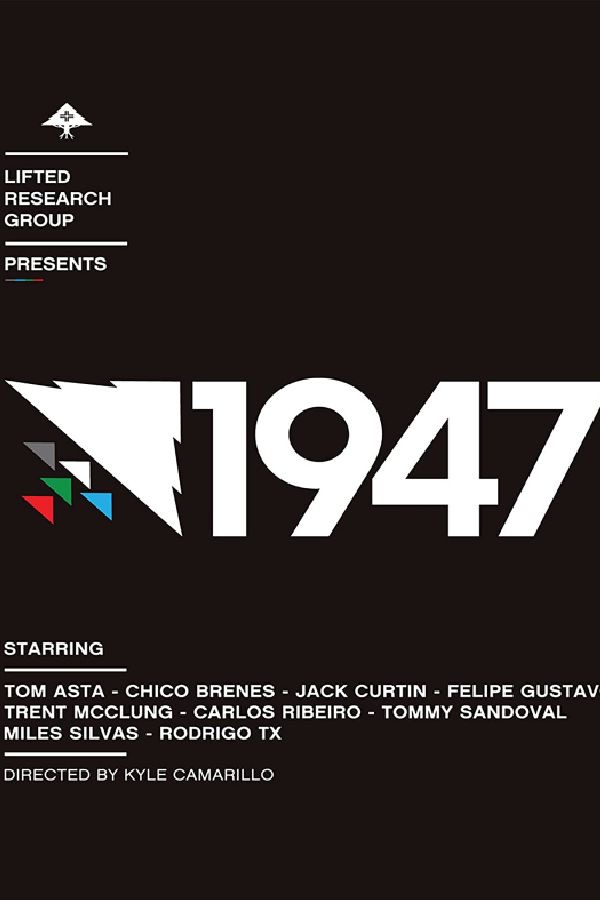 LIFTED
RESEARCH
GROUP
PRESENTS
1947
STARRING
TOM ASTA - CHICO BRENES - JACK CURTIN - FELIPE GUSTAV
TRENT MCCLUNG - CARLOS RIBEIRO - TOMMY SANDOVAL
MILES SILVAS - RODRIGO TX
DIRECTED BY KYLE CAMARILLO